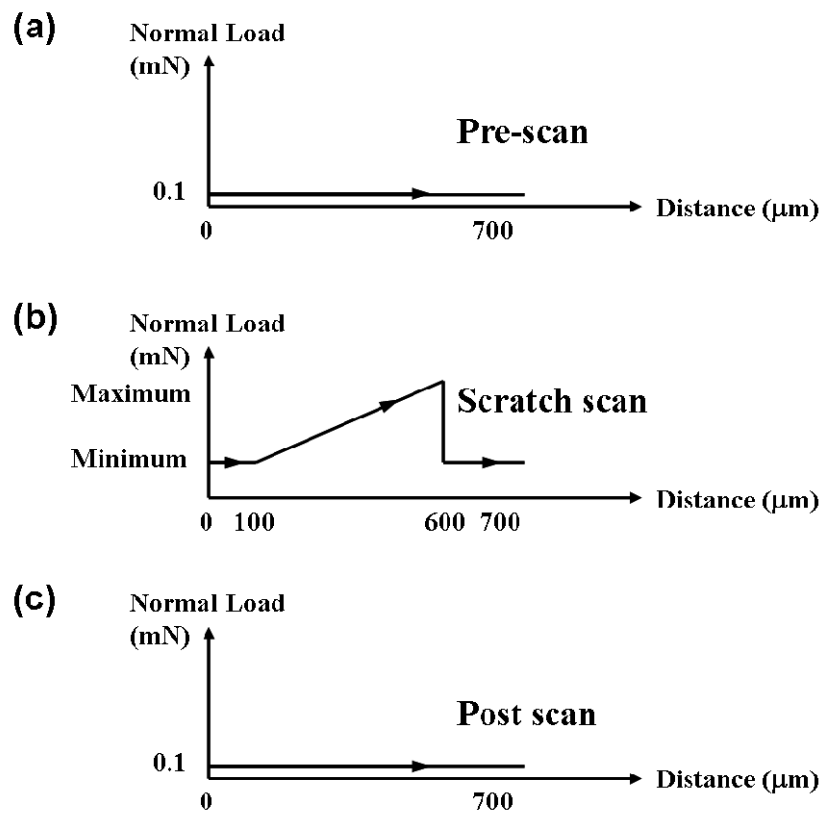 (a)
Normal Load
(mN)
Pre-scan
0.1
Distance (μm)
0 700
(b)
Normal Load
(mN)
Maximum
Scratch scan
Minimum
Distance (μm)
0 100 600 700
(c)
Normal Load
(mN)
Post scan
0.1
Distance (μm)
0 700